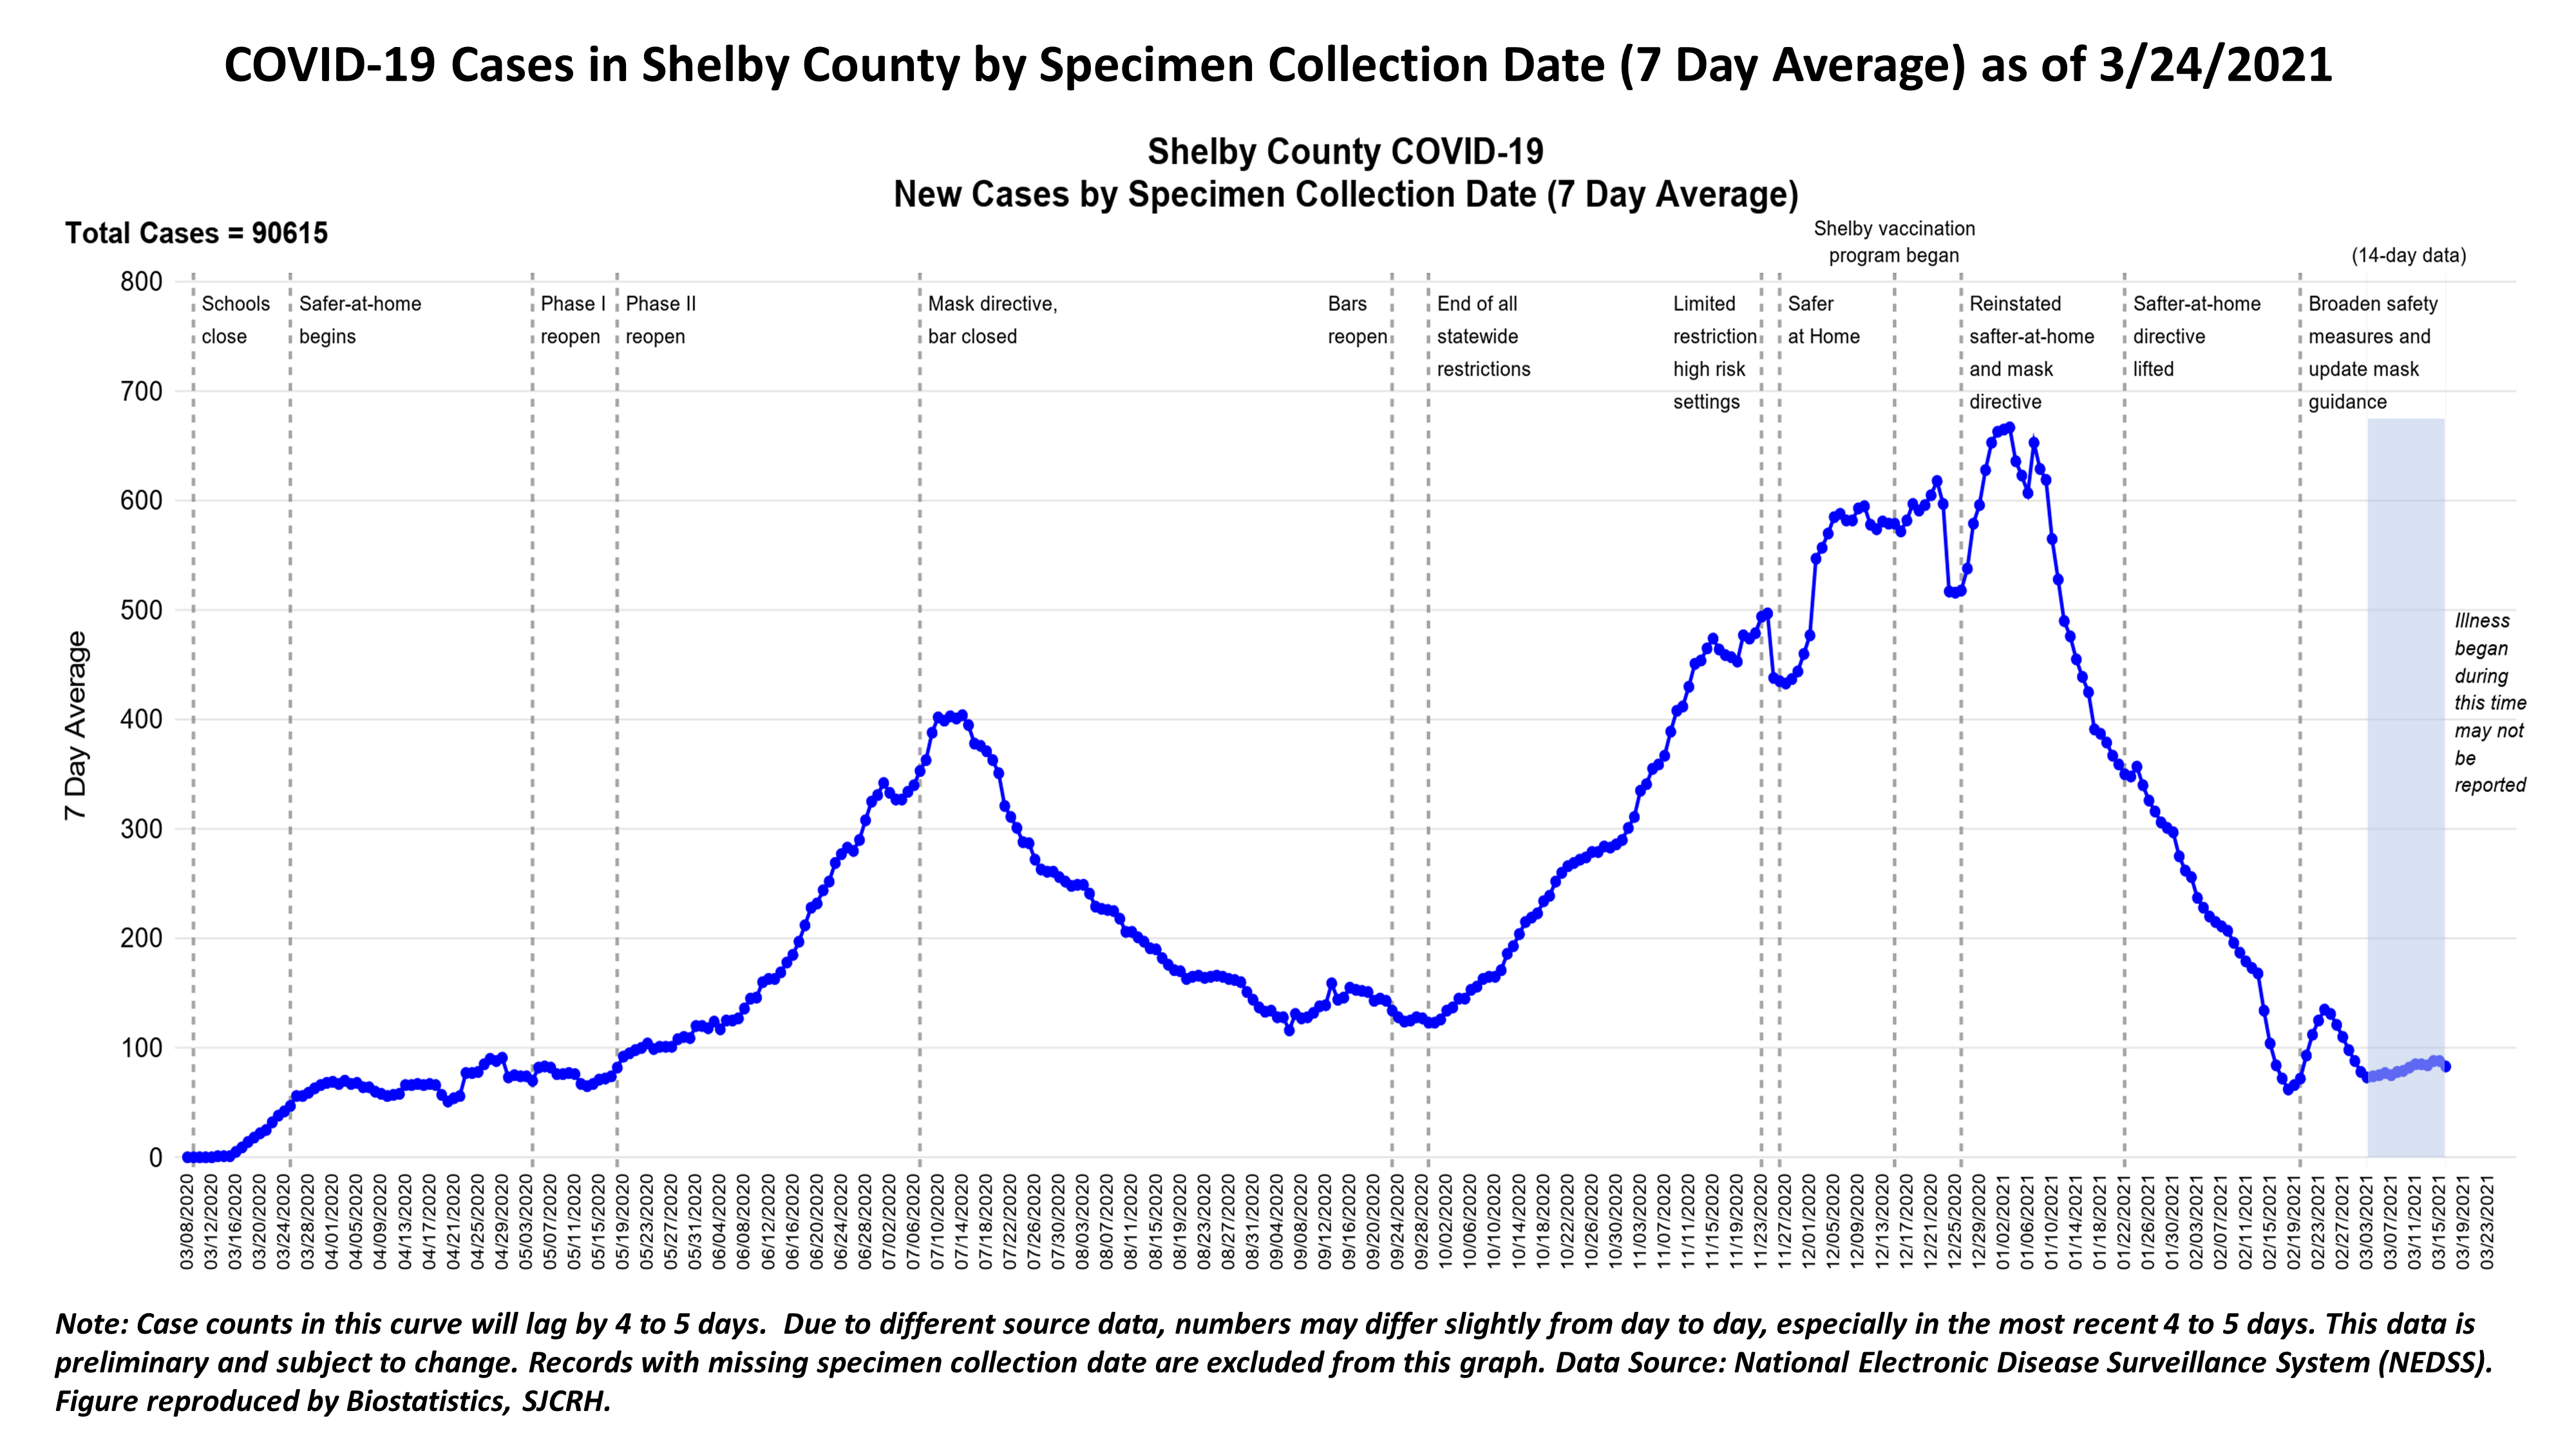 COVID-19 Cases in Shelby County by Specimen Collection Date (7 Day Average) as of 3/24/2021
Shelby County COVID-19
New Cases by Specimen Collection Date (7 Day Average)
Total Cases = 90615
Shelby vaccination
program began
(14-day data)
Schools
close
Safer-at-home
begins
Phase I
reopen
Phase II
reopen
Mask directive,
bar closed
Bars
reopen
End of all
statewide
restrictions
Limited
restriction
high risk
settings
Safer
at Home
Reinstated
safter-at-home
and mask
directive
Safter-at-home
directive
lifted
Broaden safety
measures and
update mask
guidance
Illness
began
during
this time
may not
be
reported
7 Day Average
800
700
600
500
400
300
200
100
0
03/08/2020
03/12/2020
03/16/2020
03/20/2020
03/24/2020
03/28/2020
04/01/2020
04/05/2020
04/09/2020
04/13/2020
04/17/2020
04/21/2020
04/25/2020
04/29/2020
05/03/2020
05/07/2020
05/11/2020
05/15/2020
05/19/2020
05/23/2020
05/27/2020
05/31/2020
06/04/2020
06/08/2020
06/12/2020
06/16/2020
06/20/2020
06/24/2020
06/28/2020
07/02/2020
07/06/2020
07/10/2020
07/14/2020
07/18/2020
07/22/2020
07/26/2020
07/30/2020
08/03/2020
08/07/2020
08/11/2020
08/15/2020
08/19/2020
08/23/2020
08/27/2020
08/31/2020
09/04/2020
09/08/2020
09/12/2020
09/16/2020
09/20/2020
09/24/2020
09/28/2020
10/02/2020
10/06/2020
10/10/2020
10/14/2020
10/18/2020
10/22/2020
10/26/2020
10/30/2020
11/03/2020
11/07/2020
11/11/2020
11/15/2020
11/19/2020
11/23/2020
11/27/2020
12/01/2020
12/05/2020
12/09/2020
12/13/2020
12/17/2020
12/21/2020
12/25/2020
12/29/2020
01/02/2021
01/06/2021
01/10/2021
01/14/2021
01/18/2021
01/22/2021
01/26/2021
01/30/2021
02/03/2021
02/07/2021
02/11/2021
02/15/2021
02/19/2021
02/23/2021
02/27/2021
03/03/2021
03/07/2021
03/11/2021
03/15/2021
03/19/2021
03/23/2021
Note: Case counts in this curve will lag by 4 to 5 days. Due to different source data, numbers may differ slightly from day to day, especially in the most recent 4 to 5 days. This data is
preliminary and subject to change. Records with missing specimen collection date are excluded from this graph. Data Source: National Electronic Disease Surveillance System (NEDSS).
Figure reproduced by Biostatistics, SJCRH.